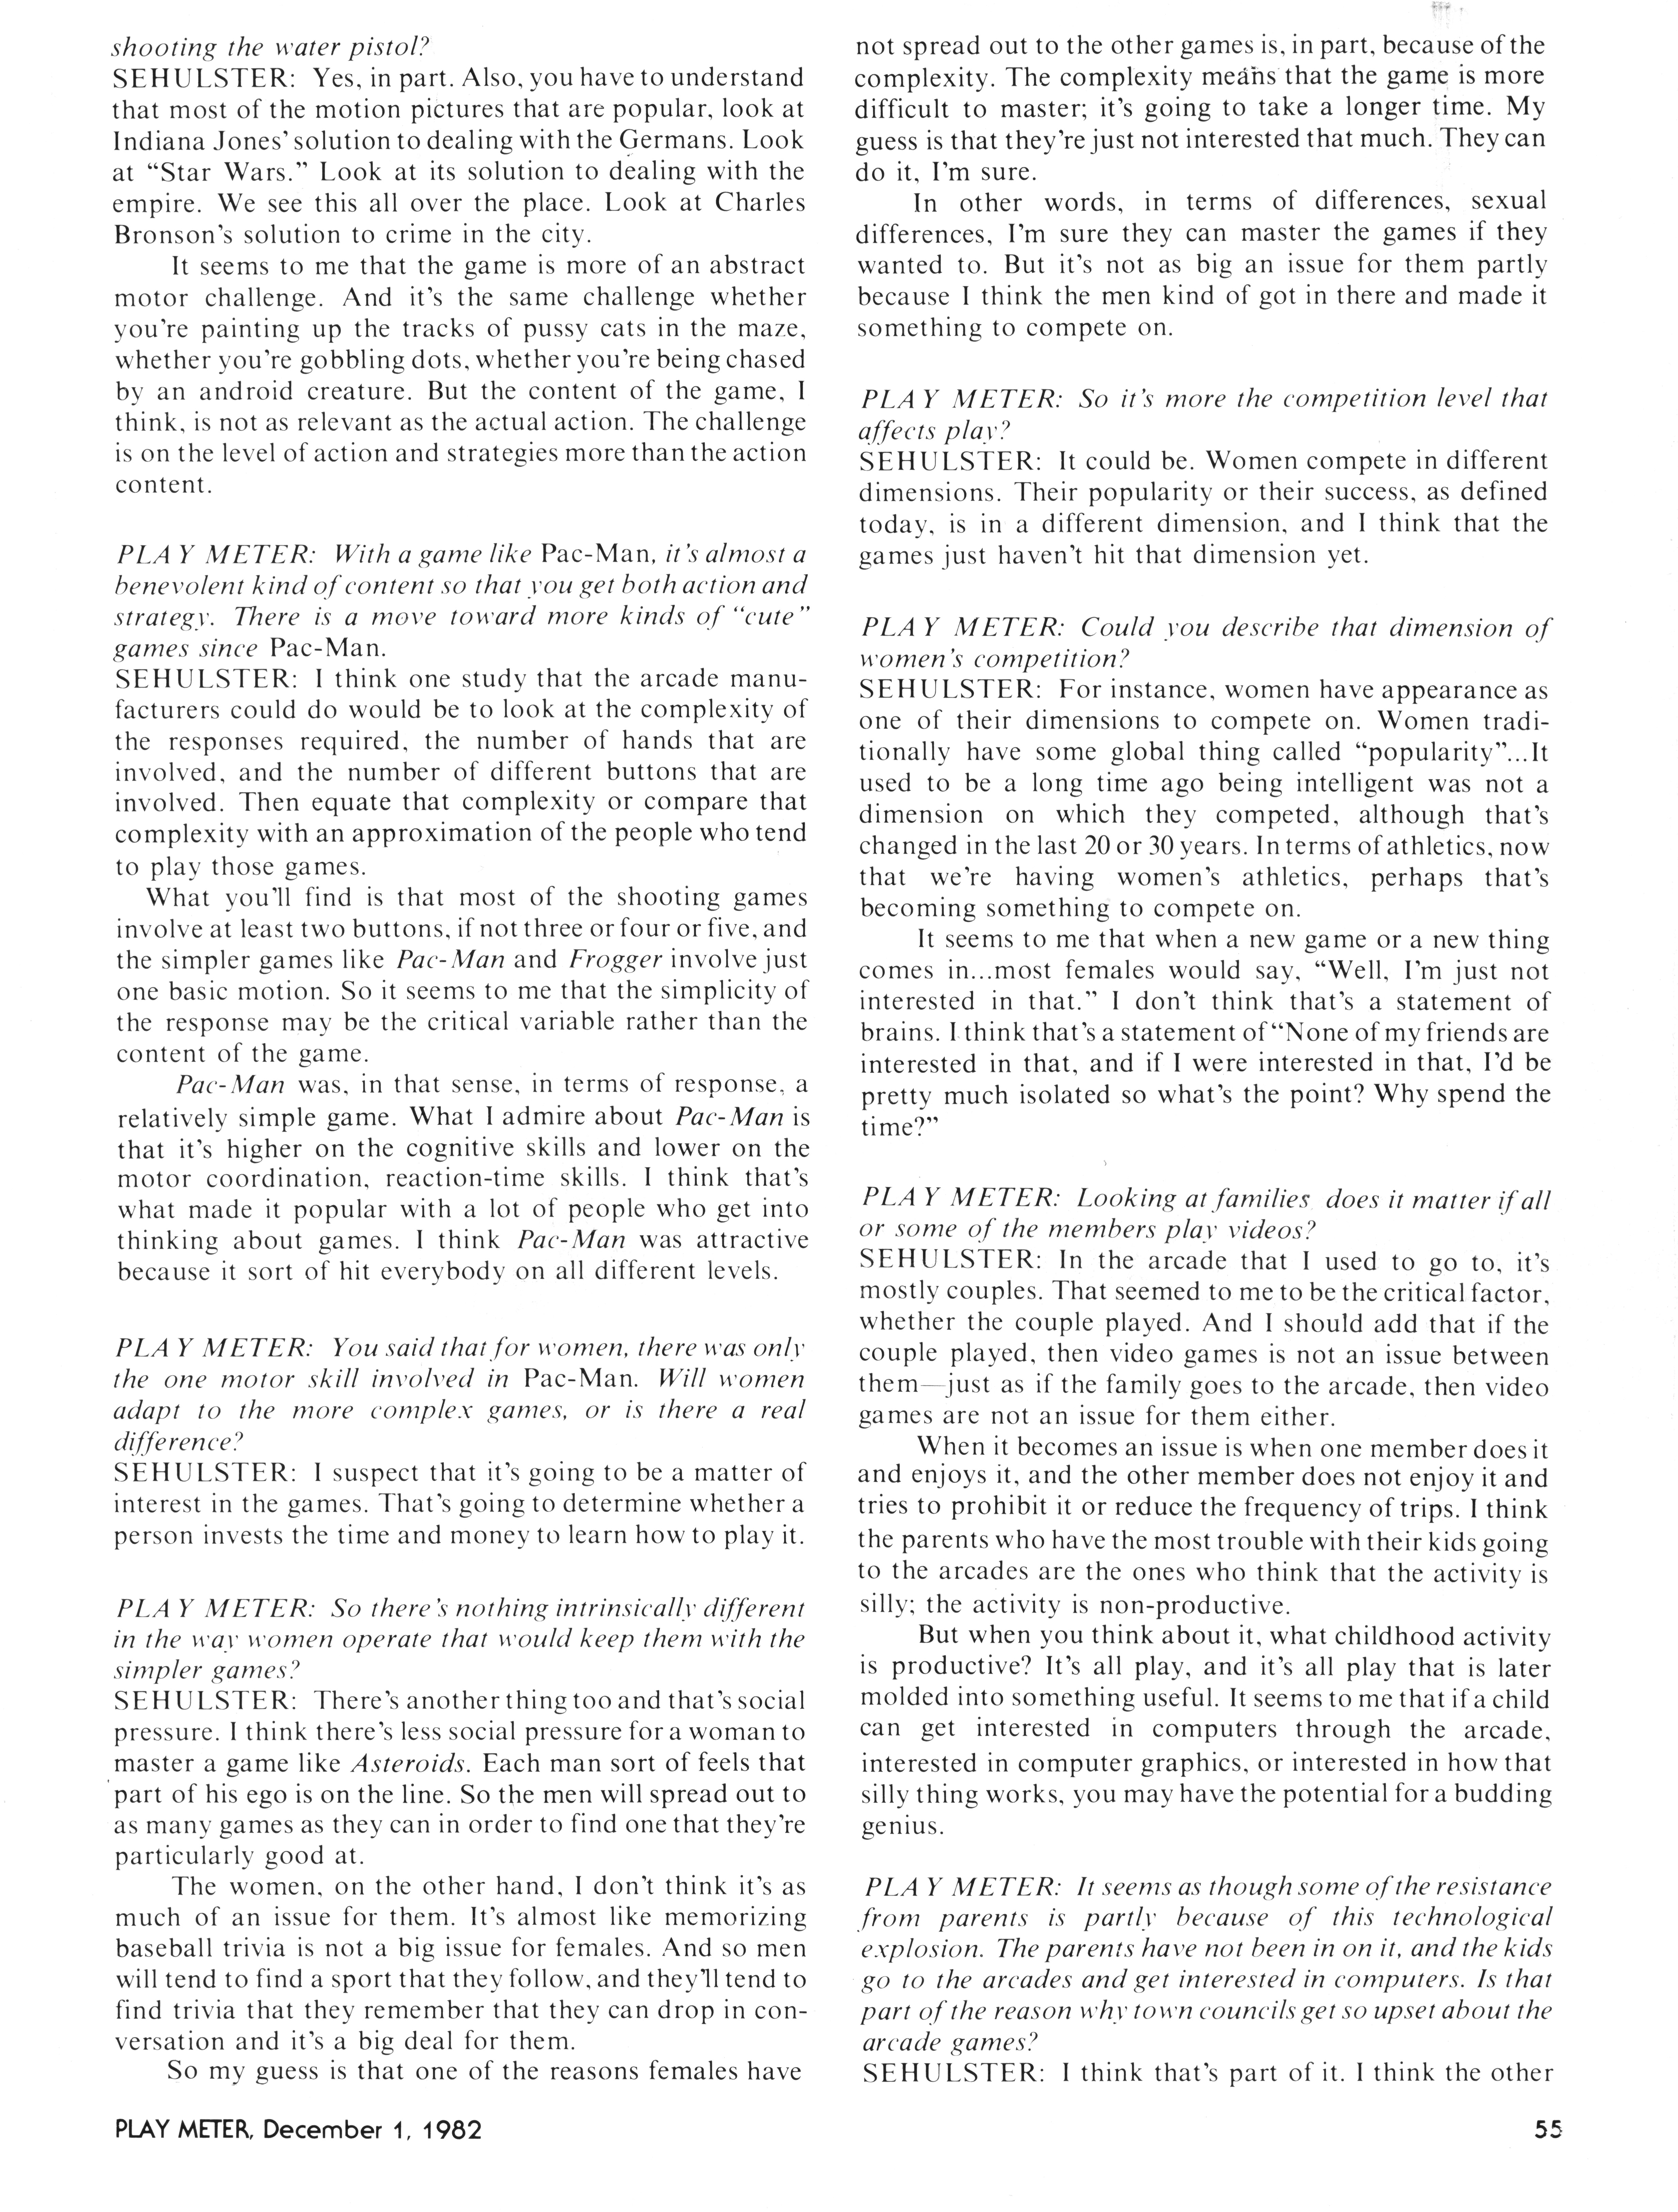 shooting the water pistol?
SEHULSTER: Yes, in part. Also, you have to understand
that most of the motion pictures that are popular, look at
Indiana Jones' solution to dealing with the Germans. Look
at “Star Wars.” Look at its solution to dealing with the
empire. We see this all over the place. Look at Charles
Bronson's solution to crime in the city.
It seems to me that the game is more of an abstract
motor challenge. And it's the same challenge whether
you're painting up the tracks of pussy cats in the maze,
whether you're gobbling dots, whether you're being chased
by an android creature. But the content of the game, I
think, is not as relevant as the actual action. The challenge
is on the level of action and strategies more than the action
content.
PLAY METER: With a game like Pac-Man, it's almost a
benevolent kind of content so that you get both action and
strategy. There is a move toward more kinds of “cute”
games since Pac-Man.
SEHULSTER: I think one study that the arcade manu-
facturers could do would be to look at the complexity of
the responses required, the number of hands that are
involved, and the number of different buttons that are
involved. Then equate that complexity or compare that
complexity with an approximation of the people who tend
to play those games.
What you'll find is that most of the shooting games
involve at least two buttons, if not three or four or five, and
the simpler games like Pac-Man and Frogger involve just
one basic motion. So it seems to me that the simplicity of
the response may be the critical variable rather than the
content of the game.
Pac-Man was, in that sense, in terms of response, a
relatively simple game. What I admire about Pac-Man is
that it's higher on the cognitive skills and lower on the
motor coordination, reaction-time skills. I think that's
what made it popular with a lot of people who get into
thinking about games. I think Pac-Man was attractive
because it sort of hit everybody on all different levels.
PLAY METER: You said that for women, there was only
the one motor skill involved in Pac-Man. Will women
adapt to the more complex games, or is there a real
difference?
SEHULSTER: I suspect that it's going to be a matter of
interest in the games. That's going to determine whether a
person invests the time and money to learn how to play it.
PLAY METER: So there's nothing intrinsically different
in the way women operate that would keep them with the
simpler games?
SEHULSTER: There's another thing too and that's social
pressure. I think there's less social pressure for a woman to
master a game like Asteroids. Each man sort of feels that
part of his ego is on the line. So the men will spread out to
as many games as they can in order to find one that they're
particularly good at.
The women, on the other hand, I don't think it's as
much of an issue for them. It's almost like memorizing
baseball trivia is not a big issue for females. And so men
will tend to find a sport that they follow, and they'll tend to
find trivia that they remember that they can drop in con-
versation and it's a big deal for them.
So my guess is that one of the reasons females have
not spread out to the other games is, in part, because of the
complexity. The complexity means that the game is more
difficult to master; it's going to take a longer time. My
guess is that they're just not interested that much. They can
do it, I'm sure.
In other words, in terms of differences, sexual
differences, I'm sure they can master the games if they
wanted to. But it's not as big an issue for them partly
because I think the men kind of got in there and made it
something to compete on.
PLAY METER: So it's more the competition level that
affects play?
SEHULSTER: It could be. Women compete in different
dimensions. Their popularity or their success, as defined
today, is in a different dimension, and I think that the
games just haven't hit that dimension yet.
PLAY METER: Could you describe that dimension of
women's competition?
SEHULSTER: For instance, women have appearance as
one of their dimensions to compete on. Women tradi-
tionally have some global thing called “popularity”...It
used to be a long time ago being intelligent was not a
dimension on which they competed, although that's
changed in the last 20 or 30 years. In terms of athletics, now
that we're having women's athletics, perhaps that's
becoming something to compete on.
It seems to me that when a new game or a new thing
comes in...most females would say, “Well, I'm just not
interested in that.” I don't think that's a statement of
brains. I think that's a statement of “None of my friends are
interested in that, and if I were interested in that, I'd be
pretty much isolated so what's the point? Why spend the
time?”
PLAY METER: Looking at families does it matter if all
or some of the members play videos?
SEHULSTER: In the arcade that I used to go to, it's
mostly couples. That seemed to me to be the critical factor,
whether the couple played. And I should add that if the
couple played, then video games is not an issue between
them—just as if the family goes to the arcade, then video
games are not an issue for them either.
When it becomes an issue is when one member does it
and enjoys it, and the other member does not enjoy it and
tries to prohibit it or reduce the frequency of trips. I think
the parents who have the most trouble with their kids going
to the arcades are the ones who think that the activity is
silly; the activity is non-productive.
But when you think about it, what childhood activity
is productive? It's all play, and it's all play that is later
molded into something useful. It seems to me that if a child
can get interested in computers through the arcade,
interested in computer graphics, or interested in how that
silly thing works, you may have the potential for a budding
genius.
PLAY METER: It seems as though some of the resistance
from parents is partly because of this technological
explosion. The parents have not been in on it, and the kids
go to the arcades and get interested in computers. Is that
part of the reason why town councils get so upset about the
arcade games?
SEHULSTER: I think that's part of it. I think the other
PLAY METER, December 1, 1982
55